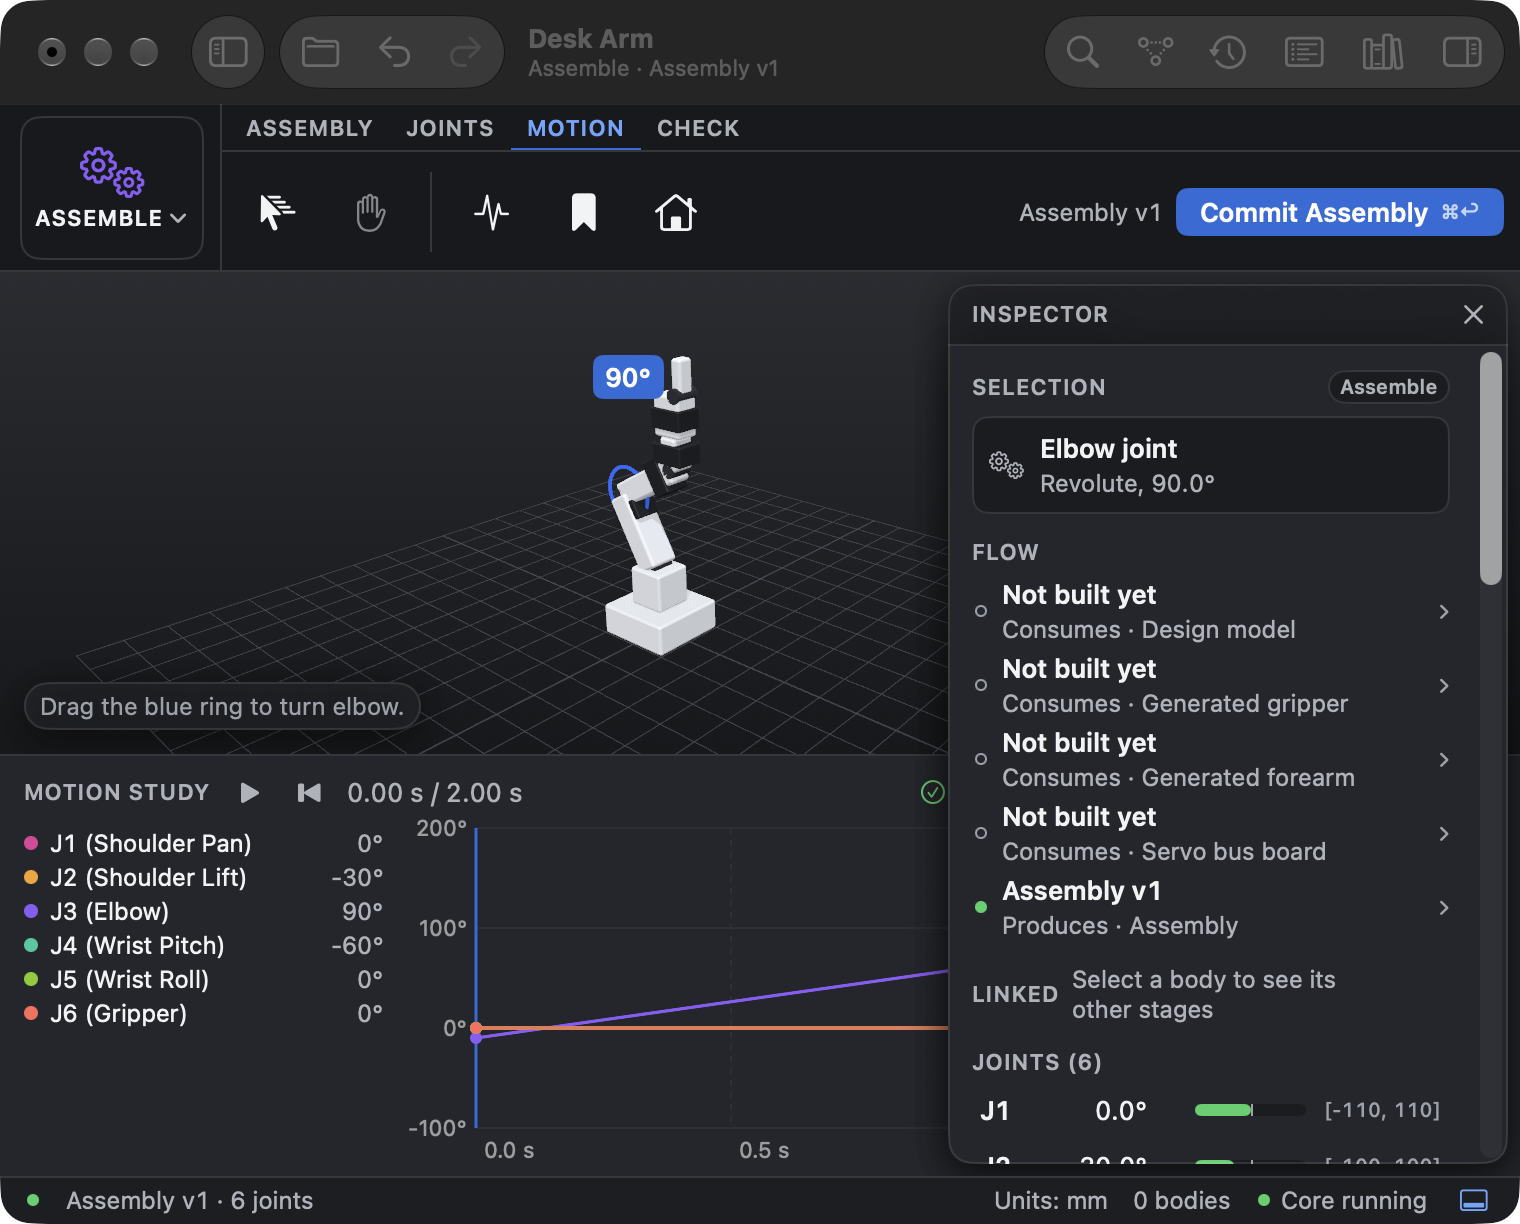 Desk Arm
Assemble · Assembly v1
ASSEMBLE
ASSEMBLY
JOINTS
MOTION
CHECK
Assembly v1
Commit Assembly ⌘↩
90°
Drag the blue ring to turn elbow.
INSPECTOR
SELECTION
Assemble
Elbow joint
Revolute, 90.0°
FLOW
Not built yet
Consumes · Design model
Not built yet
Consumes · Generated gripper
Not built yet
Consumes · Generated forearm
Not built yet
Consumes · Servo bus board
Assembly v1
Produces · Assembly
LINKED
Select a body to see its
other stages
JOINTS (6)
J1 0.0° [-110, 110]
MOTION STUDY
0.00 s / 2.00 s
J1 (Shoulder Pan) 0°
J2 (Shoulder Lift) -30°
J3 (Elbow) 90°
J4 (Wrist Pitch) -60°
J5 (Wrist Roll) 0°
J6 (Gripper) 0°
200°
100°
0°
-100°
0.0 s
0.5 s
Assembly v1 · 6 joints
Units: mm
0 bodies
Core running